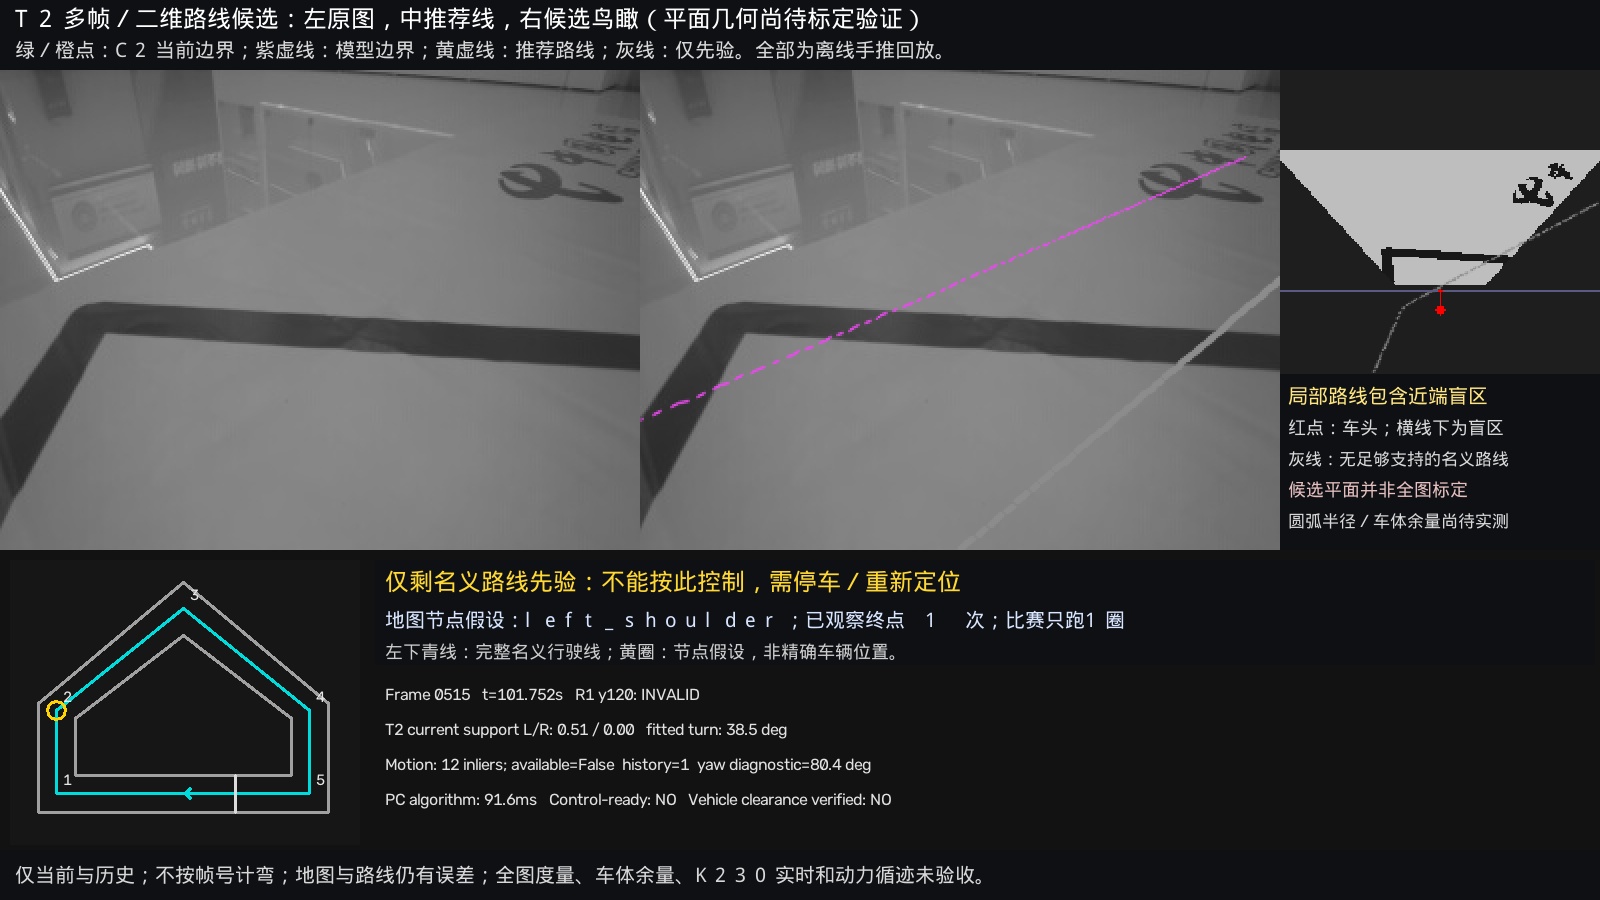 T 2 多帧 / 二维路线候选：左原图，中推荐线，右候选鸟瞰（平面几何尚待标定验证）
绿 / 橙点：C 2 当前边界；紫虚线：模型边界；黄虚线：推荐路线；灰线：仅先验。全部为离线手推回放。
局部路线包含近端盲区
红点：车头；横线下为盲区
灰线：无足够支持的名义路线
候选平面并非全图标定
圆弧半径 / 车体余量尚待实测
3
2
4
1
5
仅剩名义路线先验：不能按此控制，需停车 / 重新定位
地图节点假设：left_shoulder；已观察终点 1 次；比赛只跑1 圈
左下青线：完整名义行驶线；黄圈：节点假设，非精确车辆位置。
Frame 0515 t=101.752s R1 y120: INVALID
T2 current support L/R: 0.51 / 0.00 fitted turn: 38.5 deg
Motion: 12 inliers; available=False history=1 yaw diagnostic=80.4 deg
PC algorithm: 91.6ms Control-ready: NO Vehicle clearance verified: NO
仅当前与历史；不按帧号计弯；地图与路线仍有误差；全图度量、车体余量、K 2 3 0 实时和动力循迹未验收。